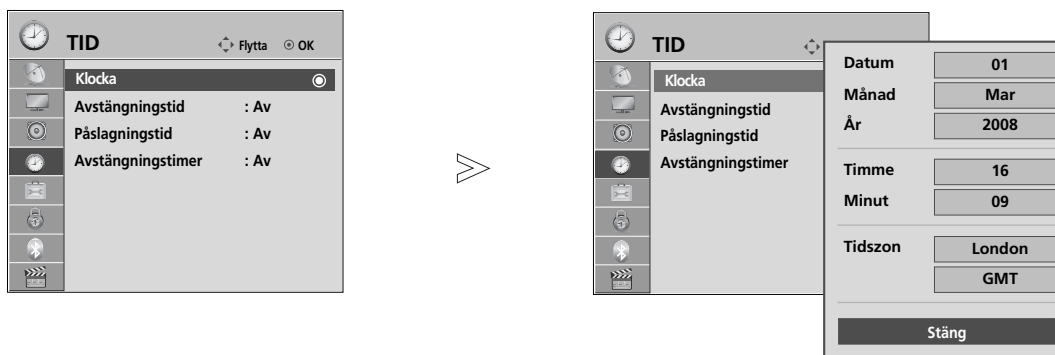 TID Flytta OK
Klocka
Avstängningstid : Av
Påslagningstid : Av
Avstängningstimer : Av
TID
Klocka
Avstängningstid
Påslagningstid
Avstängningstimer
Datum 01
Månad Mar
År 2008
Timme 16
Minut 09
Tidszon London
GMT
Stäng